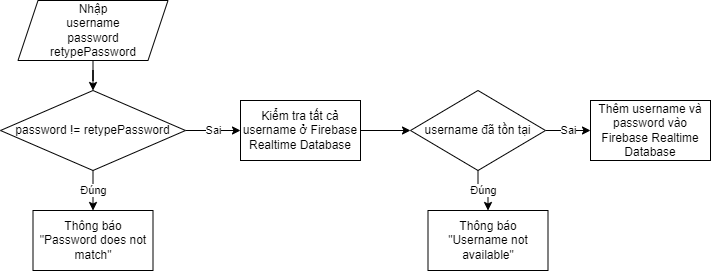 Nhập
username
password
retypePassword
password != retypePassword
Sai
Kiểm tra tất cả
username ở Firebase
Realtime Database
username đã tồn tại
Sai
Thêm username và
password vào
Firebase Realtime
Database
Đúng
Đúng
Thông báo
"Password does not
match"
Thông báo
"Username not
available"